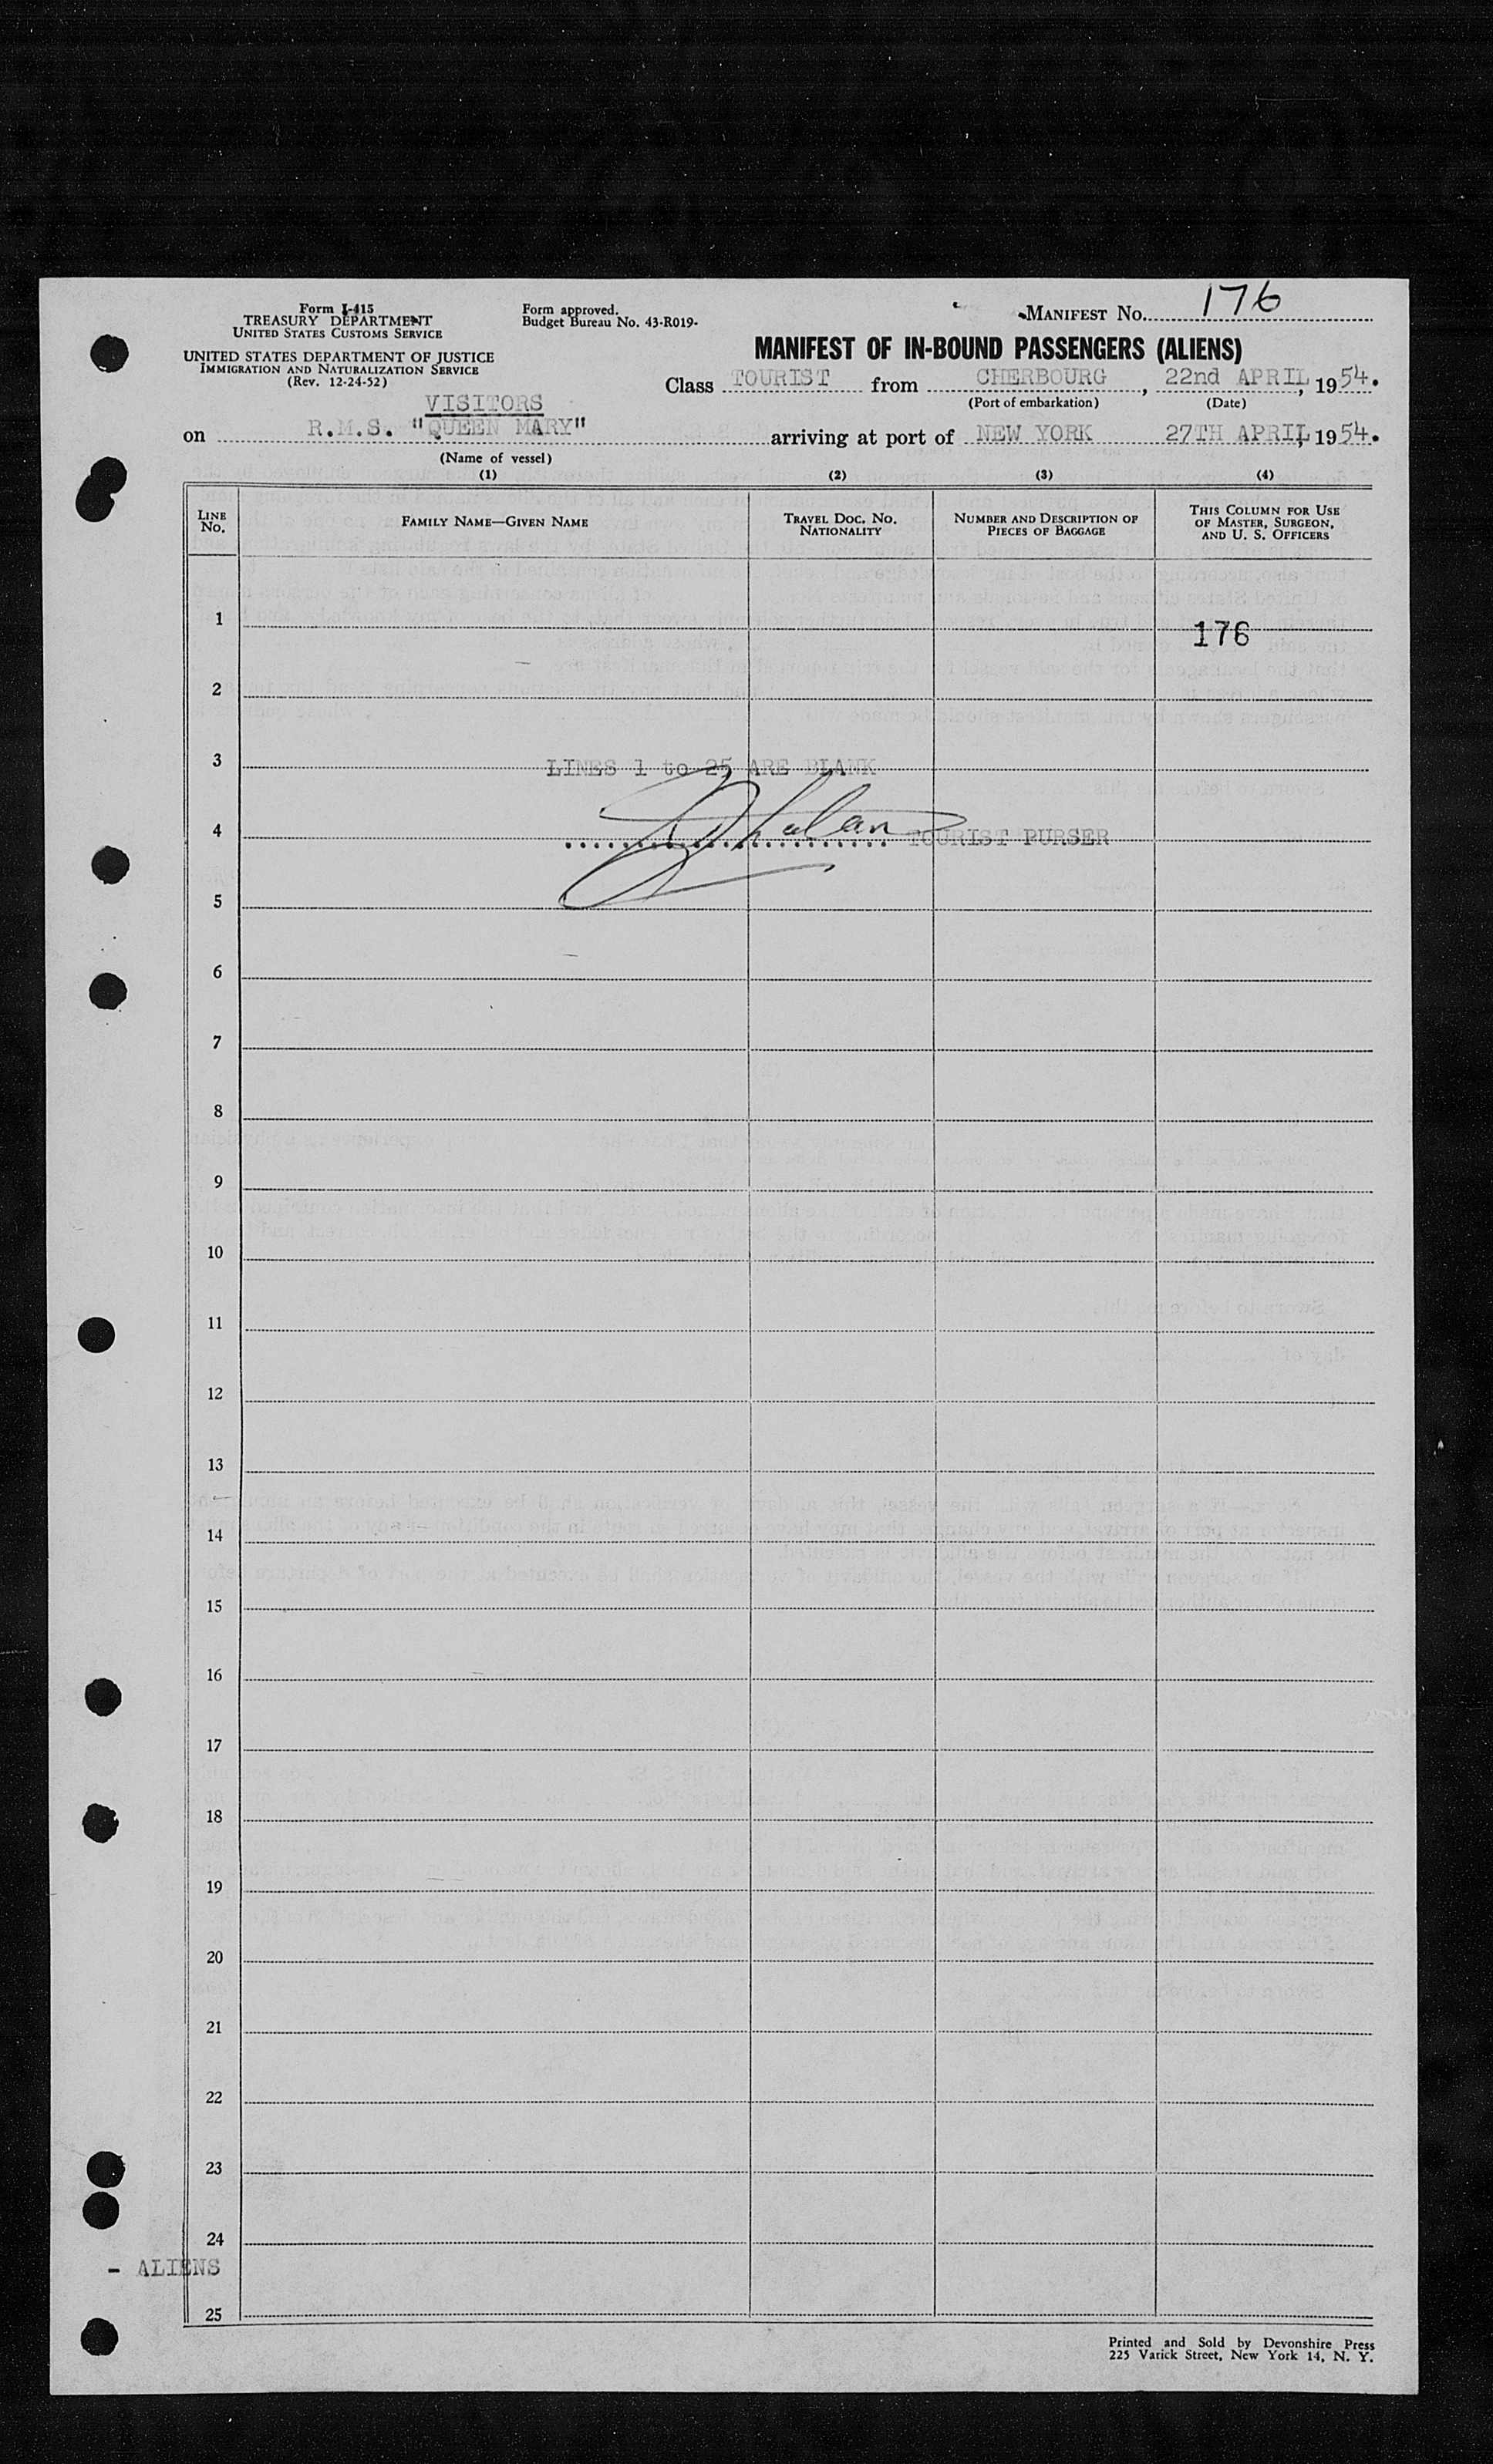 Form I-415
TREASURY DEPARTMENT
UNITED STATES CUSTOMS SERVICE
UNITED STATES DEPARTMENT OF JUSTICE
IMMIGRATION AND NATURALIZATION SERVICE
(Rev. 12-24-52)
Form approved.
Budget Bureau No. 43-R019-
MANIFEST No. 176
MANIFEST OF IN-BOUND PASSENGERS (ALIENS)
Class TOURIST from CHERBOURG, 22nd APRIL, 1954.
(Port of embarkation) (Date)
VISITORS
on R.M.S. "QUEEN MARY" arriving at port of NEW YORK 27TH APRIL, 1954.
(Name of vessel)
(1) (2) (3) (4)
LINE No. FAMILY NAME—GIVEN NAME TRAVEL DOC. NO. NATIONALITY NUMBER AND DESCRIPTION OF PIECES OF BAGGAGE THIS COLUMN FOR USE OF MASTER, SURGEON, AND U. S. OFFICERS
1 176
2
3 LINES 1 to 25 ARE BLANK
4 TOURIST PURSER
5
6
7
8
9
10
11
12
13
14
15
16
17
18
19
20
21
22
23
24
- ALIENS
25
Printed and Sold by Devonshire Press
225 Varick Street, New York 14, N. Y.